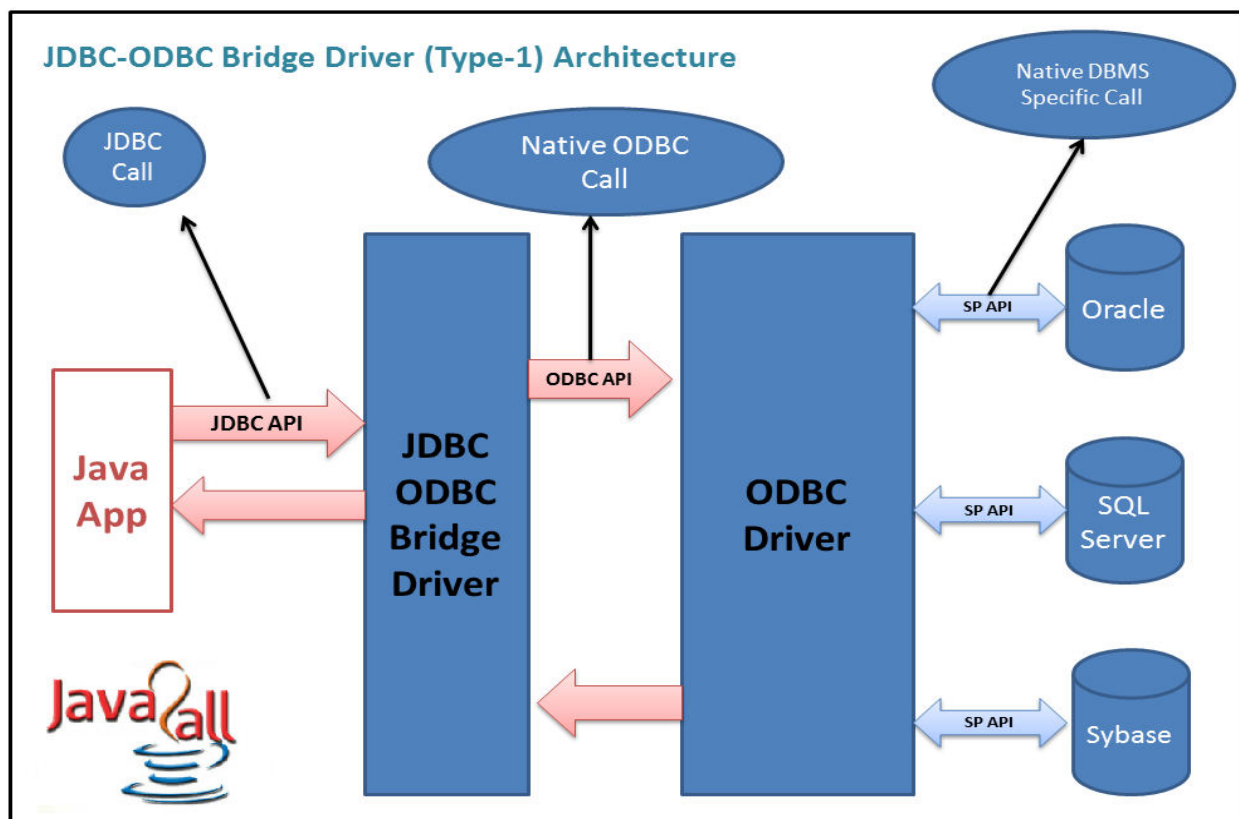 JDBC-ODBC Bridge Driver (Type-1) Architecture
Native DBMS
Specific Call
JDBC
Call
Native ODBC
Call
SP API
Oracle
ODBC API
JDBC API
Java
App
JDBC
ODBC
Bridge
Driver
ODBC
Driver
SP API
SQL
Server
Java2all
SP API
Sybase